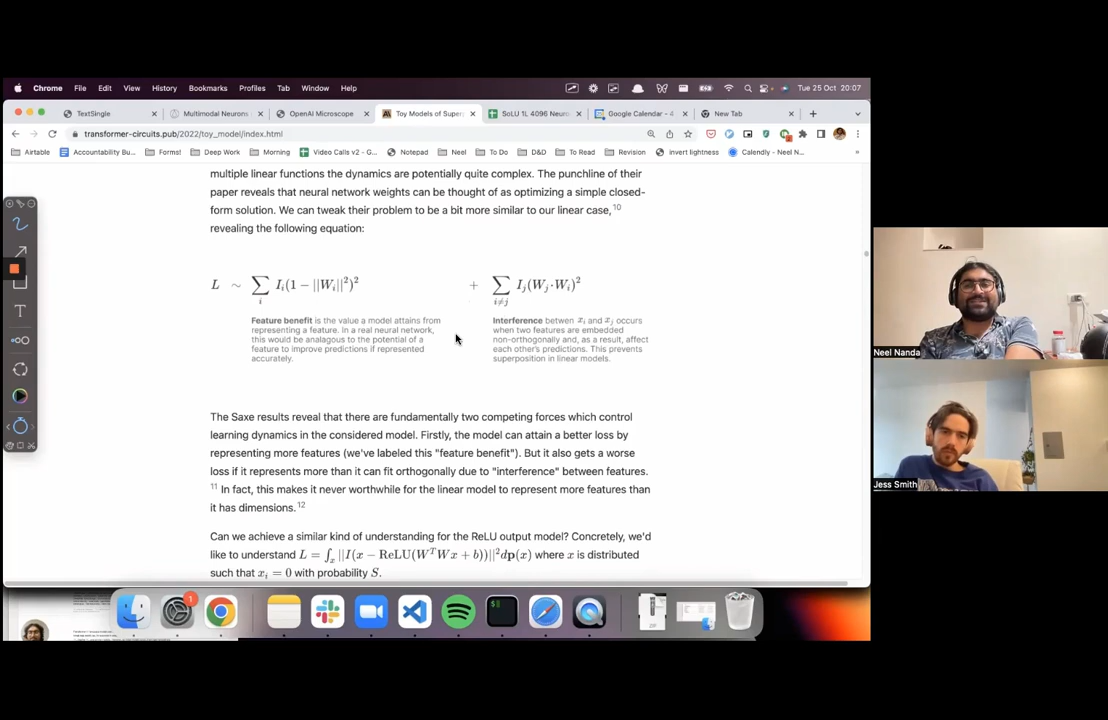 Chrome File Edit View History Bookmarks Profiles Tab Window Help Tue 25 Oct 20:07
TextSingle Multimodal Neurons OpenAI Microscope Toy Models of Super SoLU 1L 4096 Neuro Google Calendar - 4 New Tab
transformer-circuits.pub/2022/toy_model/index.html
Airtable Accountability Bu... Forms! Deep Work Morning Video Calls v2 - G... Notepad Neel To Do D&D To Read Revision invert lightness Calendly - Neel N... »
multiple linear functions the dynamics are potentially quite complex. The punchline of their
paper reveals that neural network weights can be thought of as optimizing a simple closed-
form solution. We can tweak their problem to be a bit more similar to our linear case,¹⁰
revealing the following equation:
L ∼ ∑_i I_i(1 − ||W_i||²)² + ∑_{i≠j} I_j(W_j·W_i)²
Feature benefit is the value a model attains from
representing a feature. In a real neural network,
this would be analagous to the potential of a
feature to improve predictions if represented
accurately.
Interference betwen x_i and x_j occurs
when two features are embedded
non-orthogonally and, as a result, affect
each other's predictions. This prevents
superposition in linear models.
The Saxe results reveal that there are fundamentally two competing forces which control
learning dynamics in the considered model. Firstly, the model can attain a better loss by
representing more features (we've labeled this "feature benefit"). But it also gets a worse
loss if it represents more than it can fit orthogonally due to "interference" between features.
¹¹ In fact, this makes it never worthwhile for the linear model to represent more features than
it has dimensions.¹²
Can we achieve a similar kind of understanding for the ReLU output model? Concretely, we'd
like to understand L = ∫_x ||I(x − ReLU(WᵀWx + b))||²d𝐩(x) where x is distributed
such that x_i = 0 with probability S.
Neel Nanda
Jess Smith